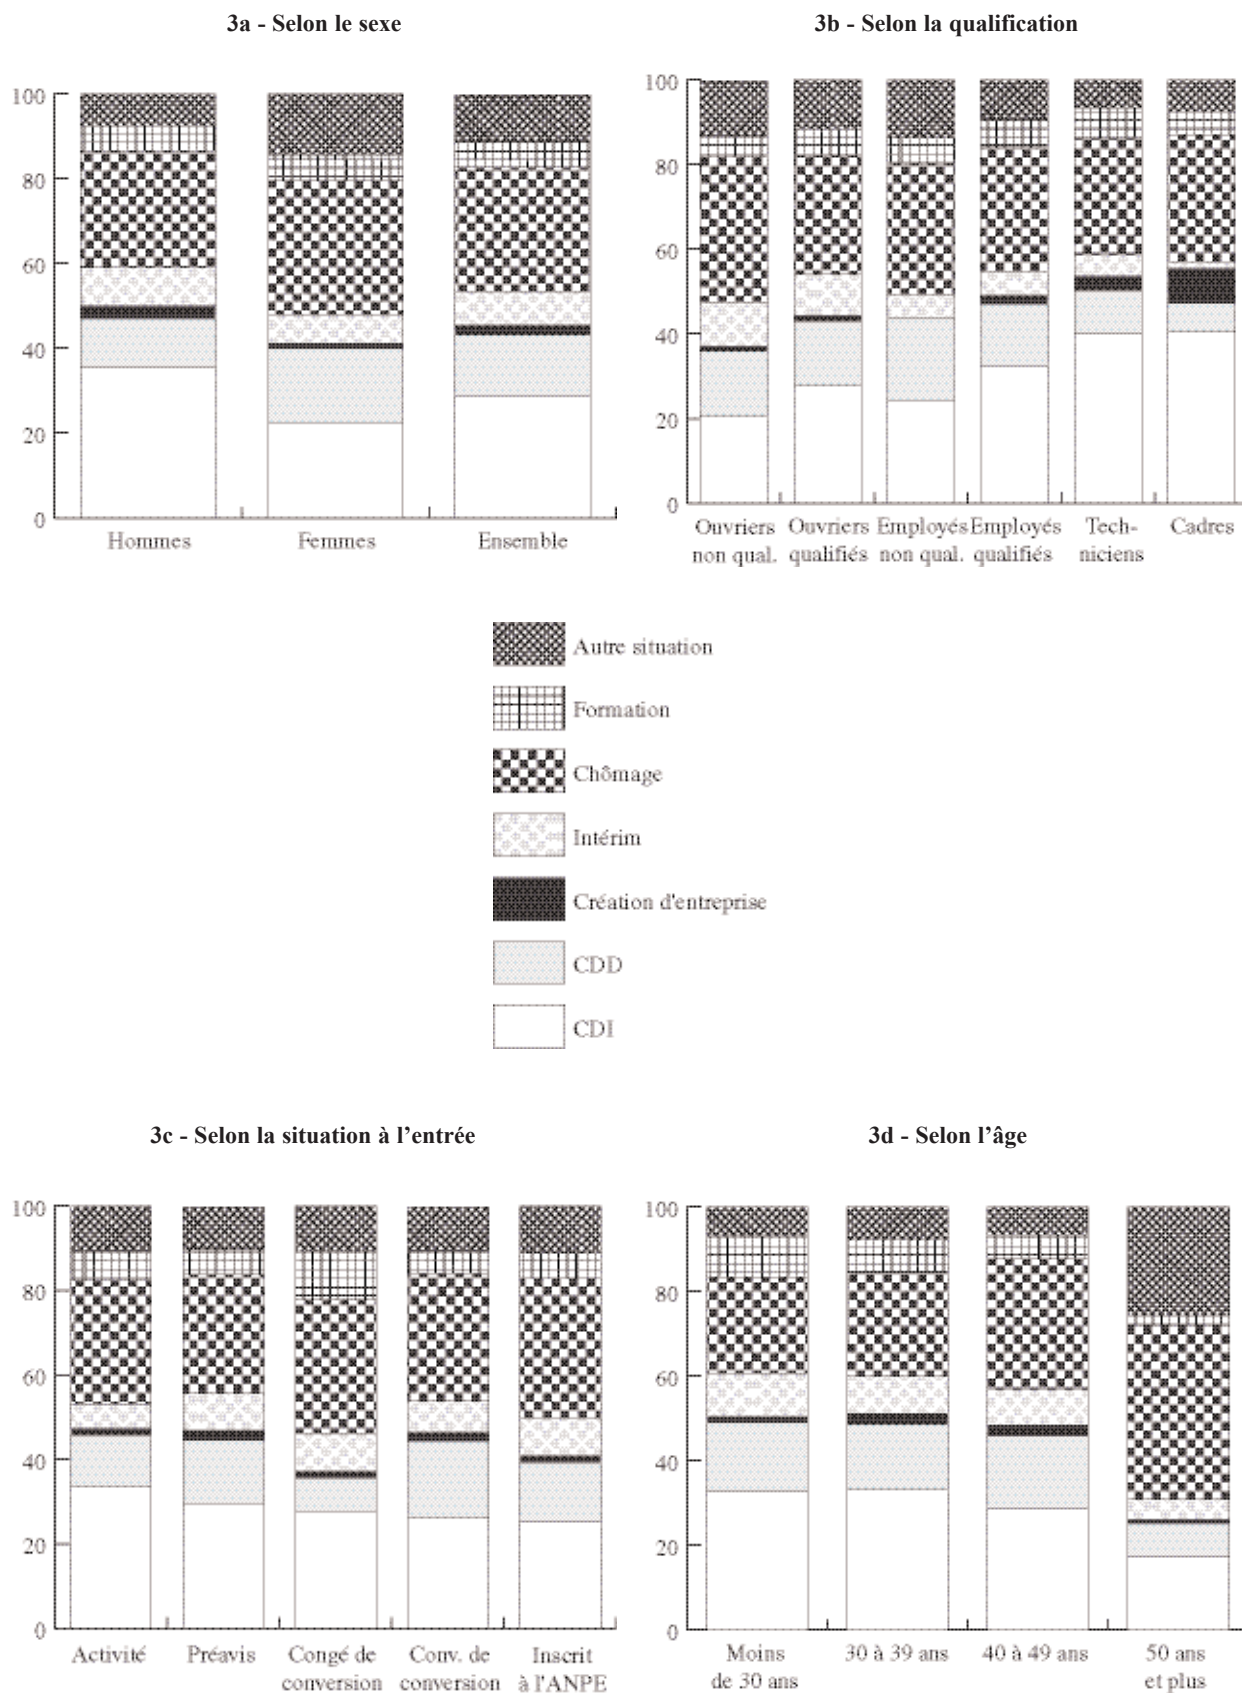 3a - Selon le sexe
100
80
60
40
20
0
Hommes Femmes Ensemble
3b - Selon la qualification
100
80
60
40
20
0
Ouvriers non qual.
Ouvriers qualifiés
Employés non qual.
Employés qualifiés
Tech-
niciens
Cadres
Autre situation
Formation
Chômage
Intérim
Création d'entreprise
CDD
CDI
3c - Selon la situation à l’entrée
100
80
60
40
20
0
Activité
Préavis
Congé de
conversion
Conv. de
conversion
Inscrit
à l'ANPE
3d - Selon l’âge
100
80
60
40
20
0
Moins
de 30 ans
30 à 39 ans
40 à 49 ans
50 ans
et plus